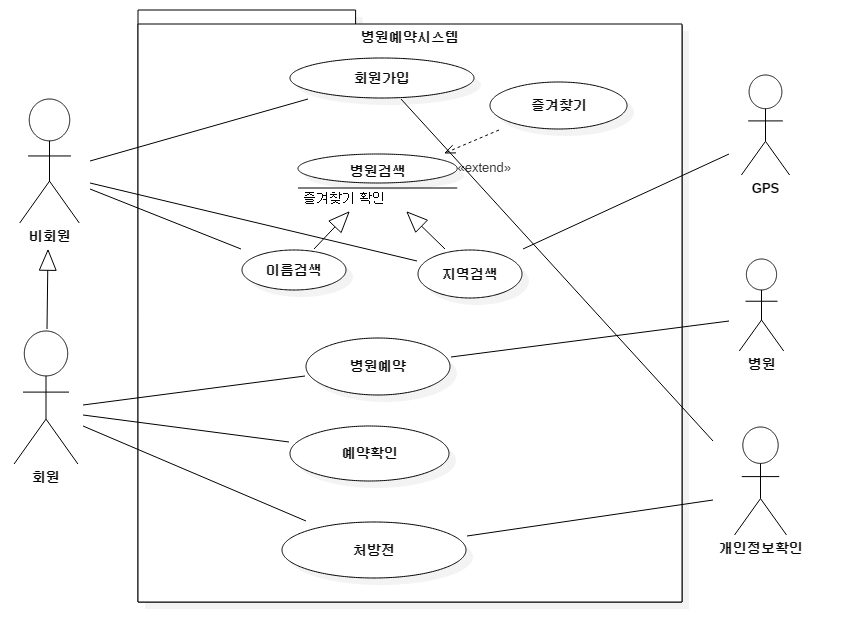 병원예약시스템
회원가입
즐겨찾기
병원검색
«extend»
즐겨찾기 확인
GPS
비회원
이름검색
지역검색
병원예약
병원
회원
예약확인
처방전
개인정보확인